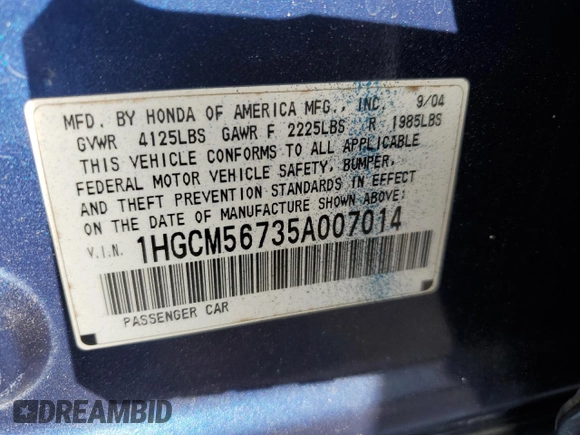 MFD. BY HONDA OF AMERICA MFG., INC. 9/04
GVWR 4125LBS GAWR F 2225LBS R 1985LBS
THIS VEHICLE CONFORMS TO ALL APPLICABLE
FEDERAL MOTOR VEHICLE SAFETY, BUMPER,
AND THEFT PREVENTION STANDARDS IN EFFECT
ON THE DATE OF MANUFACTURE SHOWN ABOVE:
V.I.N. 1HGCM56735A007014
PASSENGER CAR
DREAMBID